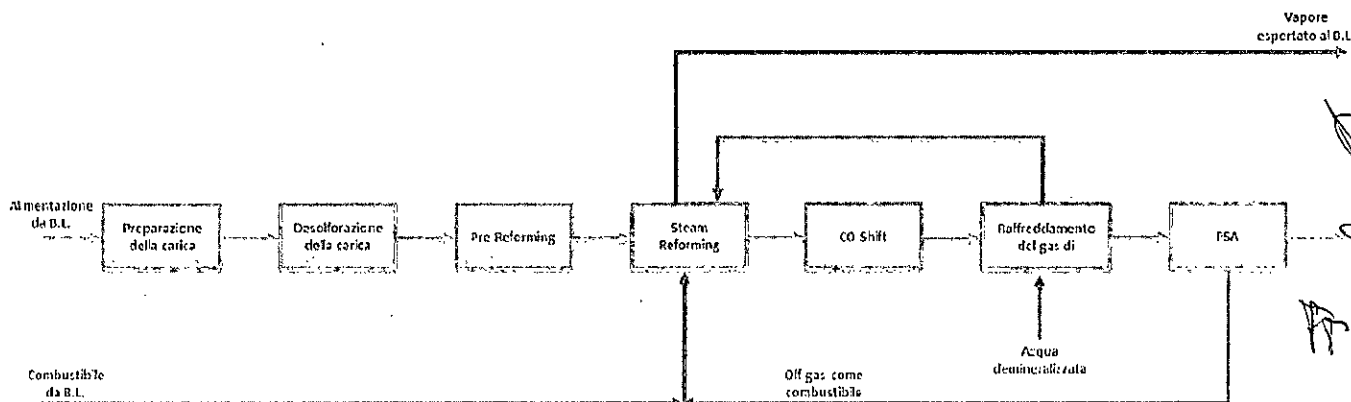 Vapore
esportato al B.L.
Alimentazione
da B.L.
Preparazione
della carica
Desolforazione
della carica
Pre Reforming
Steam
Reforming
CO Shift
Raffreddamento
del gas di
PSA
Acqua
demineralizzata
Combustibile
da B.L.
Off gas come
combustibile